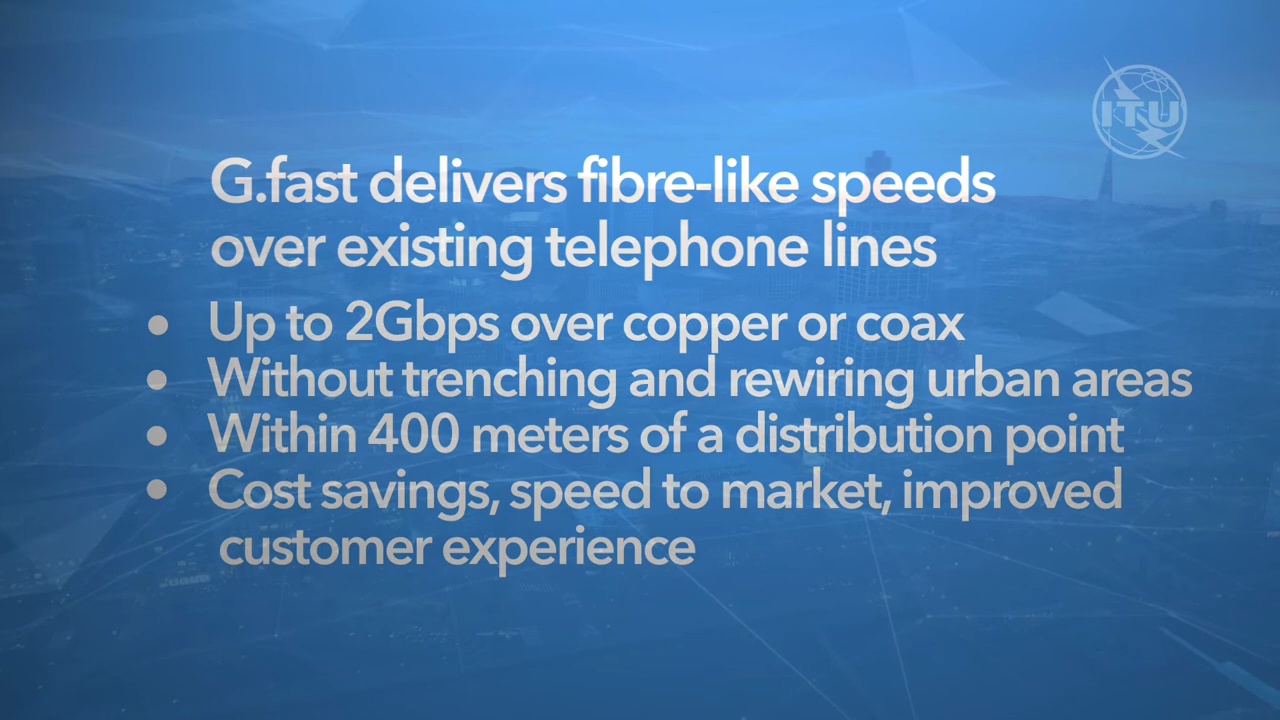 ITU
G.fast delivers fibre-like speeds
over existing telephone lines
• Up to 2Gbps over copper or coax
• Without trenching and rewiring urban areas
• Within 400 meters of a distribution point
• Cost savings, speed to market, improved
customer experience